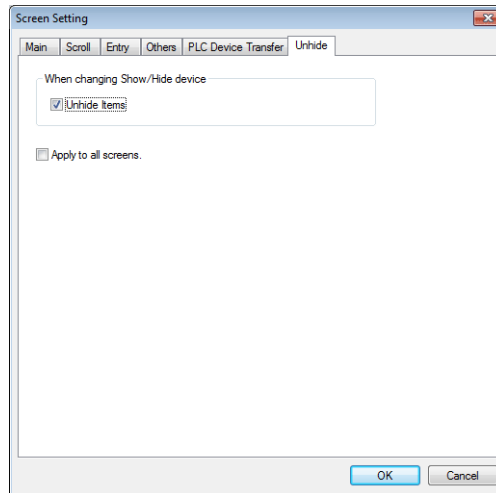 Screen Setting
Main Scroll Entry Others PLC Device Transfer Unhide
When changing Show/Hide device
Unhide Items
Apply to all screens.
OK Cancel